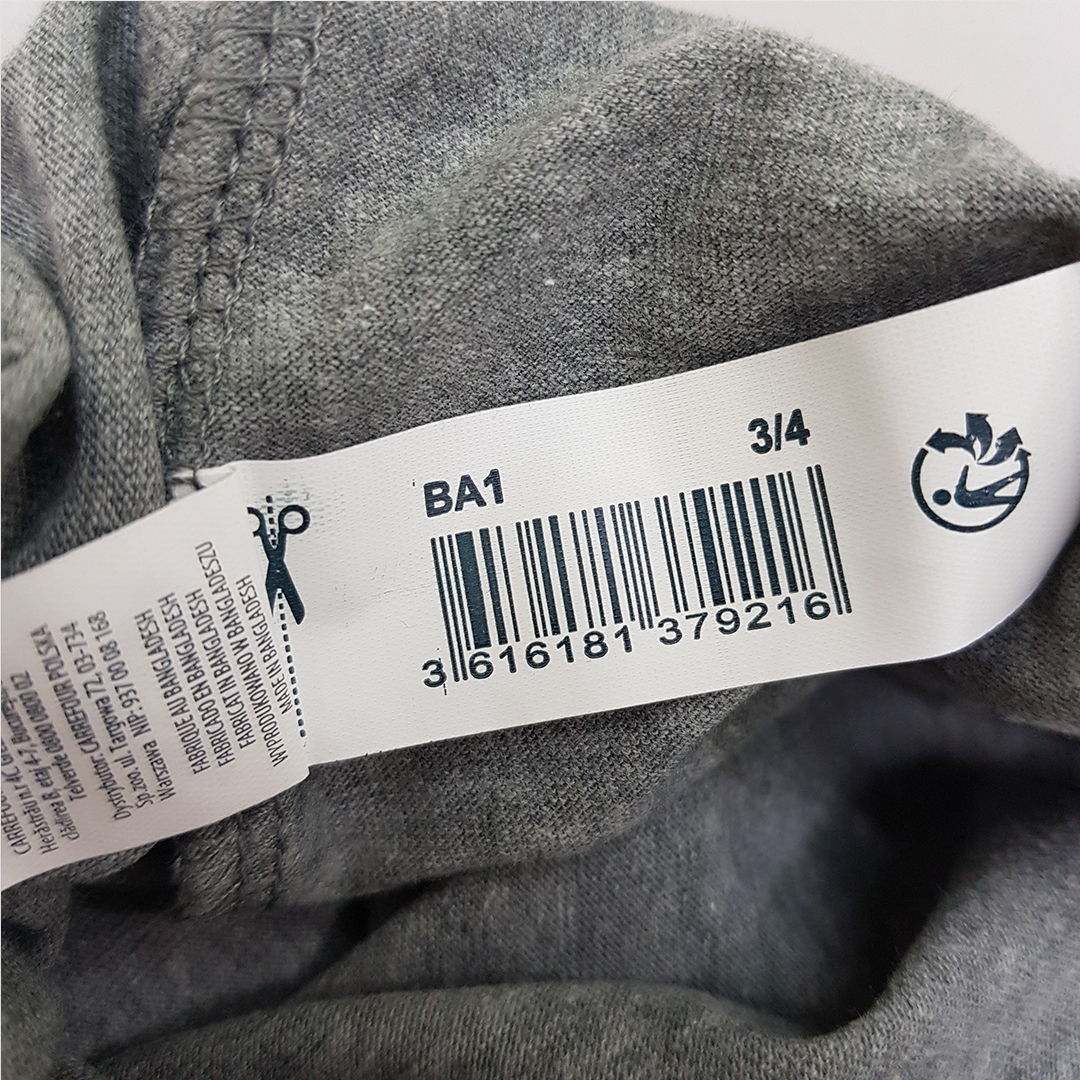 BA1
3/4
3 616181 379216
Dystrybutor: CARREFOUR POLSKA
Sp.zoo, ul. Targowa 72, 03-734
Warszawa NIP: 937 00 08 168
FABRIQUE AU BANGLADESH
FABRICADO EN BANGLADESH
FABRICAT IN BANGLADESH
WYPRODUKOWANO W BANGLADESZU
MADE IN BANGLADESH